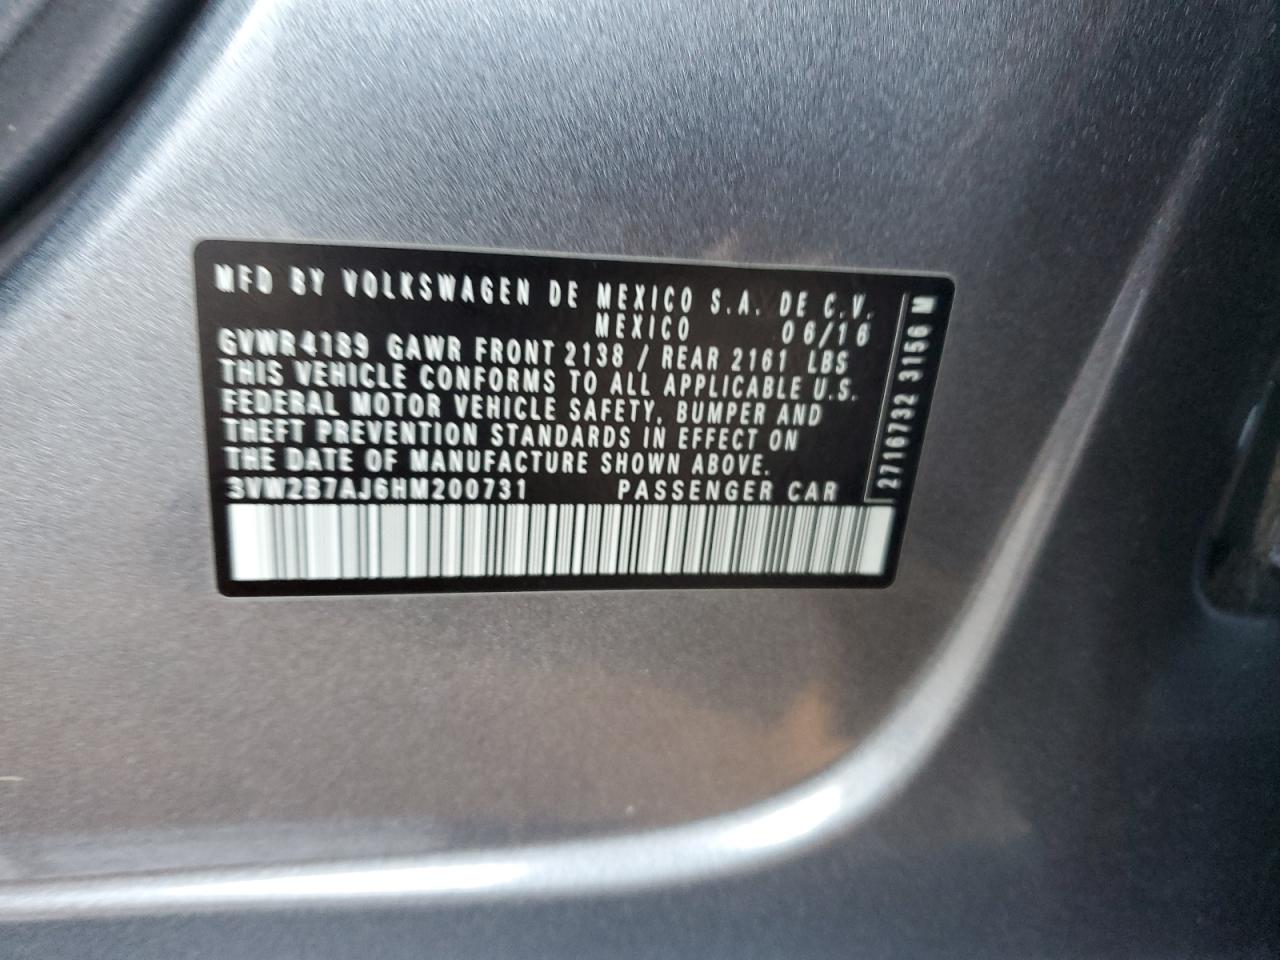 MFD BY VOLKSWAGEN DE MEXICO S.A. DE C.V.
MEXICO 06/16
GVWR 4189 GAWR FRONT 2138 / REAR 2161 LBS
THIS VEHICLE CONFORMS TO ALL APPLICABLE U.S.
FEDERAL MOTOR VEHICLE SAFETY, BUMPER AND
THEFT PREVENTION STANDARDS IN EFFECT ON
THE DATE OF MANUFACTURE SHOWN ABOVE.
3VW2B7AJ6HM200731 PASSENGER CAR
2716732 3156 M